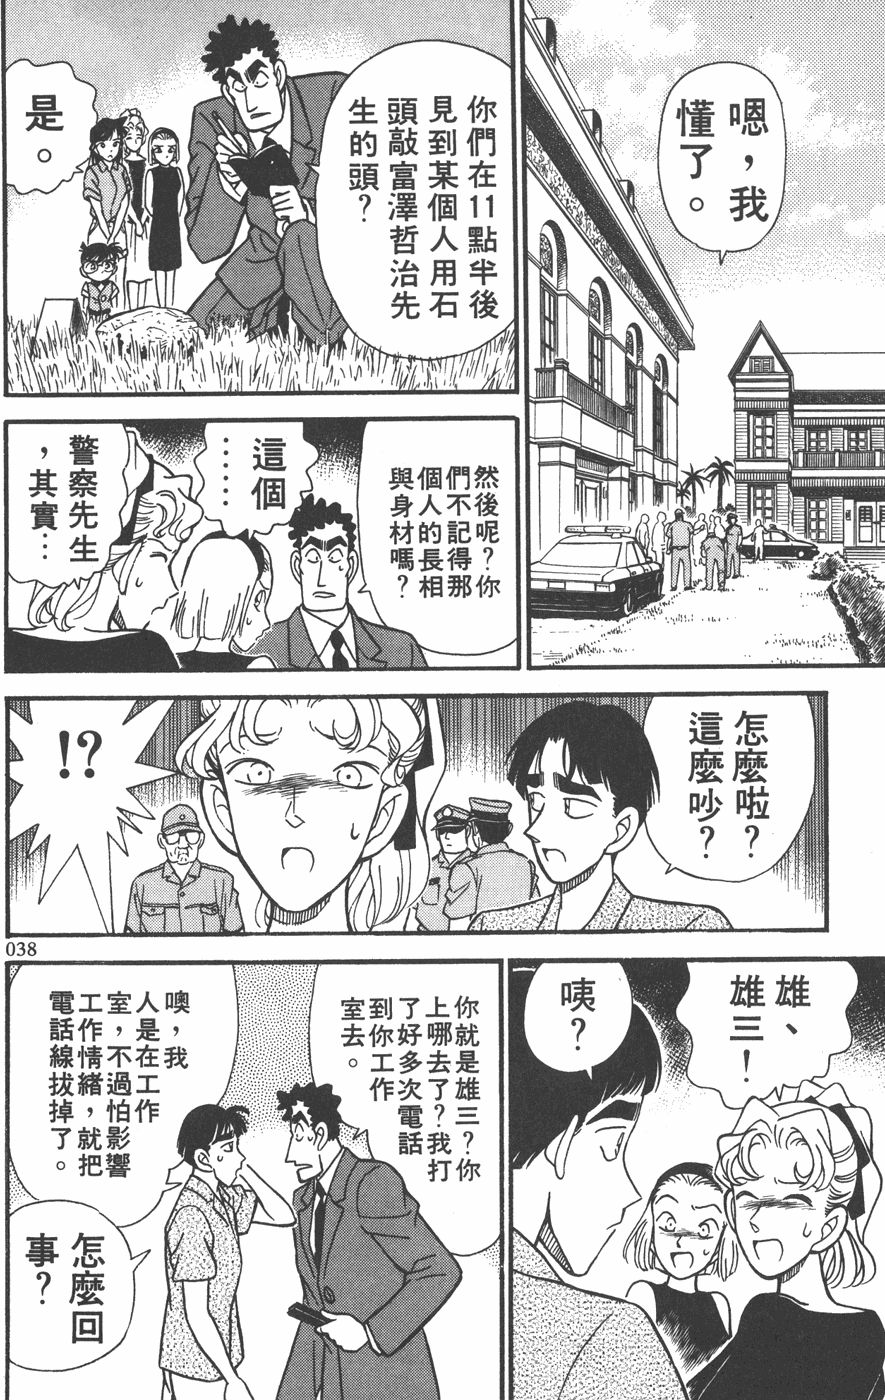 嗯，我
懂了。
你們在11點半後
見到某個人用石
頭敲富澤哲治先
生的頭？
是。
然後呢？你
們不記得那
個人的長相
與身材嗎？
這個
……
警察先生
，其實…
怎麼啦？
這麼吵？
!?
雄、
雄三！
咦？
你就是雄三？你
上哪去了？我打
了好多次電話
到你工作
室去。
噢，我
人是在工作
室，不過怕影響
工作情緒，就把
電話線拔掉了。
怎麼回
事？
038